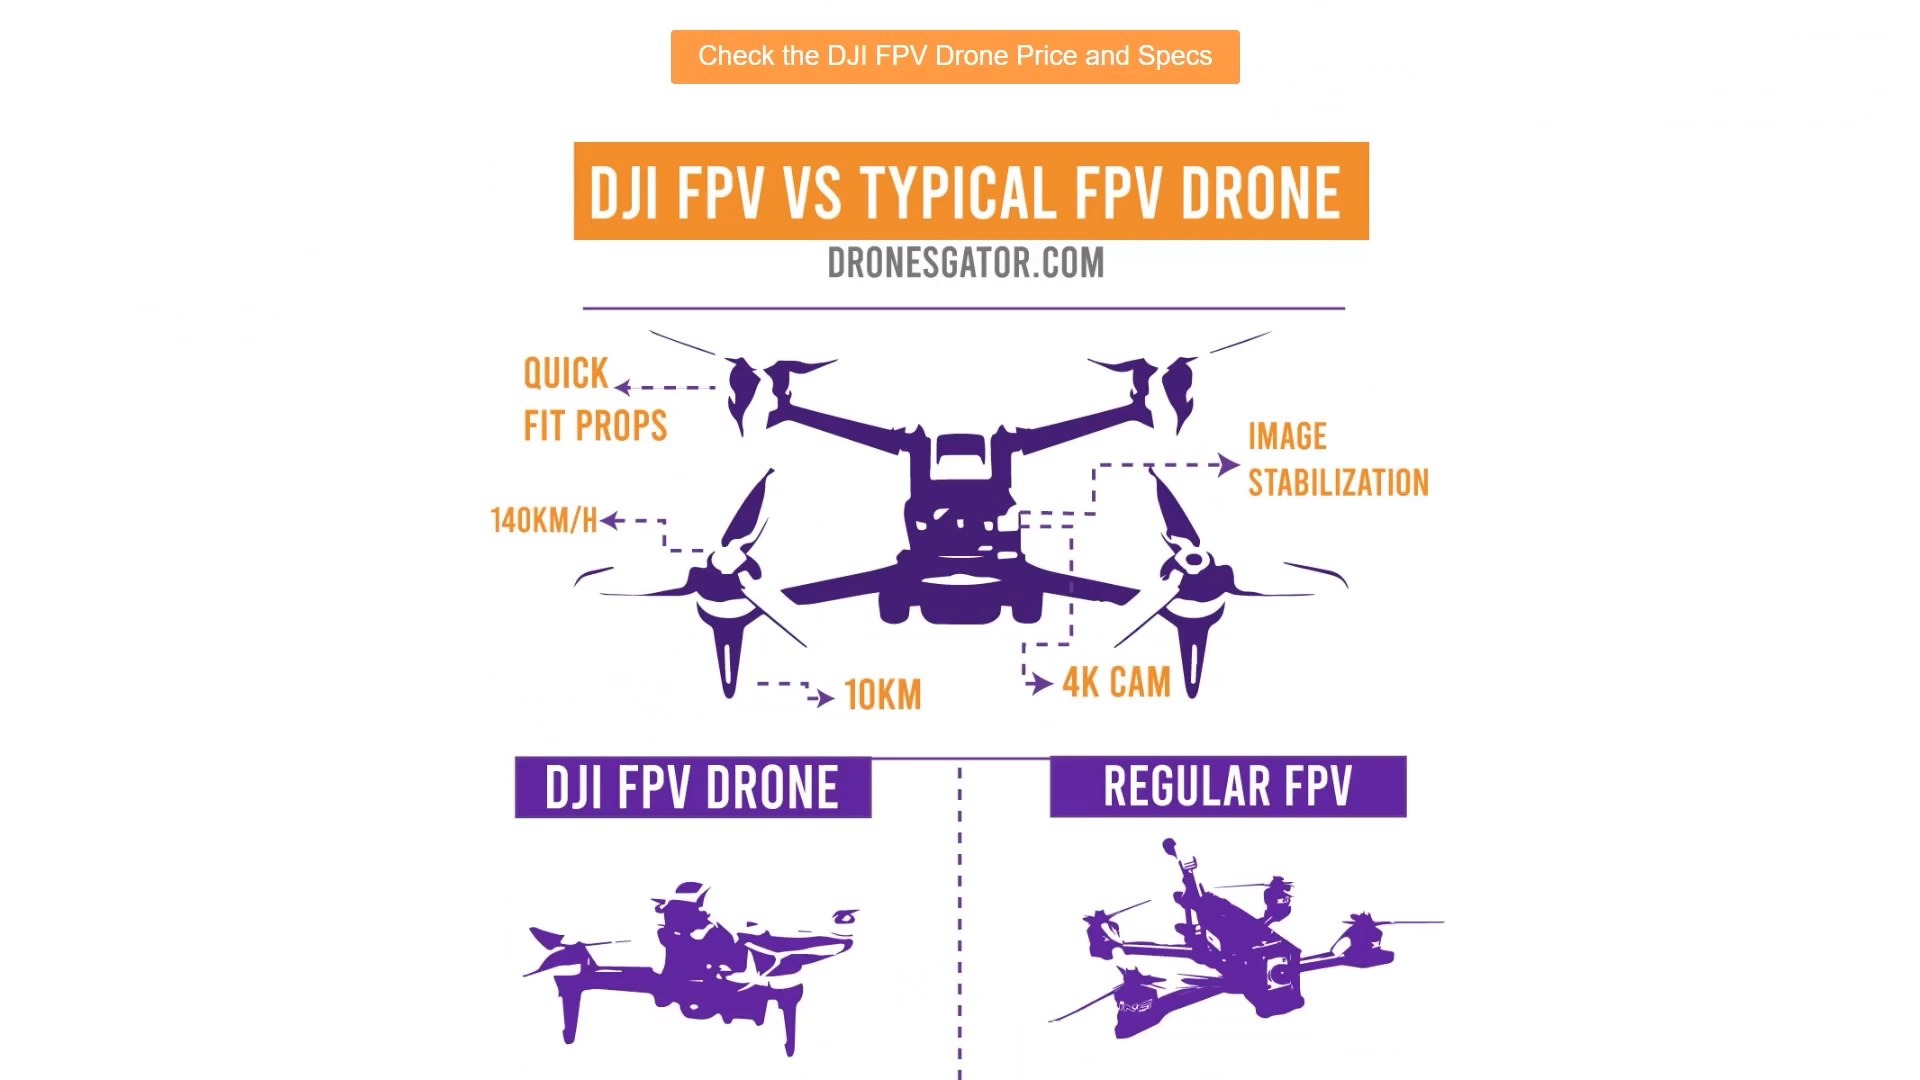 Check the DJI FPV Drone Price and Specs
DJI FPV VS TYPICAL FPV DRONE
DRONESGATOR.COM
QUICK
FIT PROPS
IMAGE
STABILIZATION
140KM/H
10KM
4K CAM
DJI FPV DRONE
REGULAR FPV